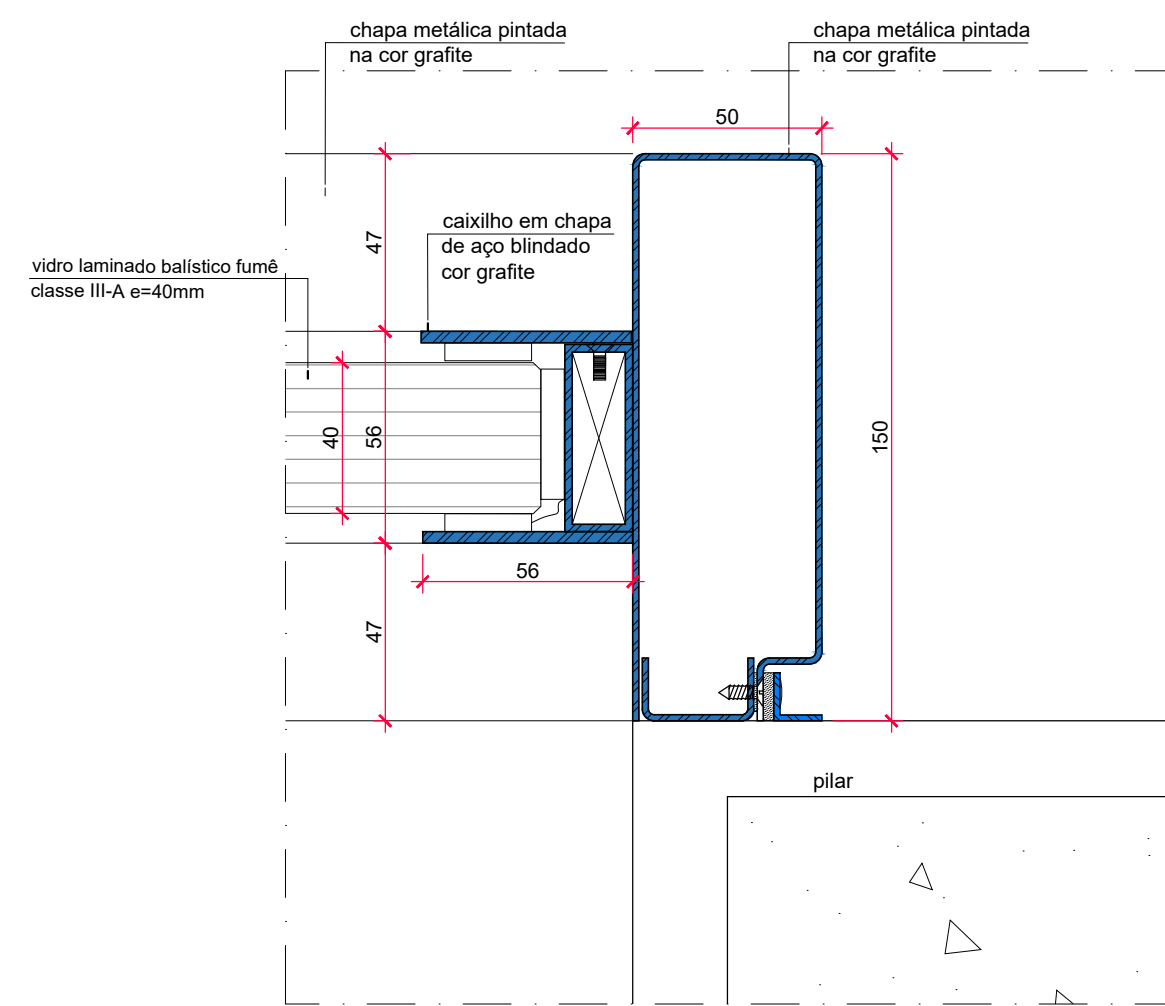 chapa metálica pintada
na cor grafite
chapa metálica pintada
na cor grafite
50
47
caixilho em chapa
de aço blindado
cor grafite
vidro laminado balístico fumê
classe III-A e=40mm
40
56
150
56
47
pilar